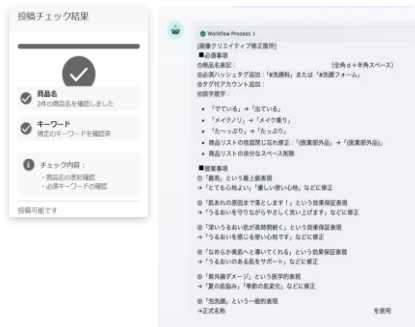 投稿チェック結果
商品名
2件の商品名を確認しました
キーワード
規定のキーワードを確認済
チェック内容：
・商品名の表記確認
・必須キーワードの確認
投稿可能です
Workflow Process >
[画像クリエイティブ修正箇所]
■必須事項
①商品名表記： （全角ｄ＋半角スペース）
②必須ハッシュタグ追加：「#洗顔料」または「#洗顔フォーム」
③タグ付アカウント追加：
④誤字脱字：
• 「でている」→「出ている」
• 「メイクノリ」→「メイク乗り」
• 「た〜っぷり」→「たっぷり」
• 商品リストの括弧閉じ忘れ修正：「(医薬部外品」→「(医薬部外品)」
• 商品リストの余分なスペース削除
■提案事項
① 「最高」という最上級表現
→「とても心地よい」「優しい使い心地」などに修正
② 「肌あれの原因まで落とします！」という効果保証表現
→「うるおいを守りながらやさしく洗い上げます」などに修正
③ 「深いうるおい肌が長時間続く」という効果保証表現
→「うるおいを感じる使い心地です」などに修正
④ 「なめらか美肌へと導いてくれる」という効果保証表現
→「うるおいのある肌をサポート」などに修正
⑤ 「紫外線ダメージ」という医学的表現
→「夏の肌悩み」「季節の肌変化」などに修正
⑥ 「泡洗顔」という一般的表現
→正式名称 を使用